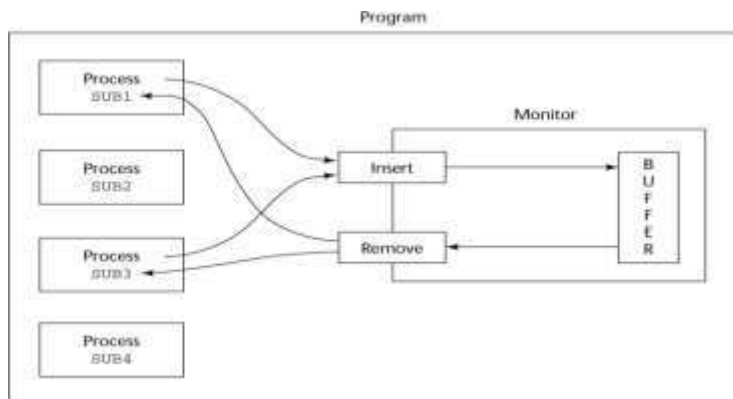 Program
Process
SUB1
Process
SUB2
Process
SUB3
Process
SUB4
Monitor
Insert
Remove
B
U
F
F
E
R